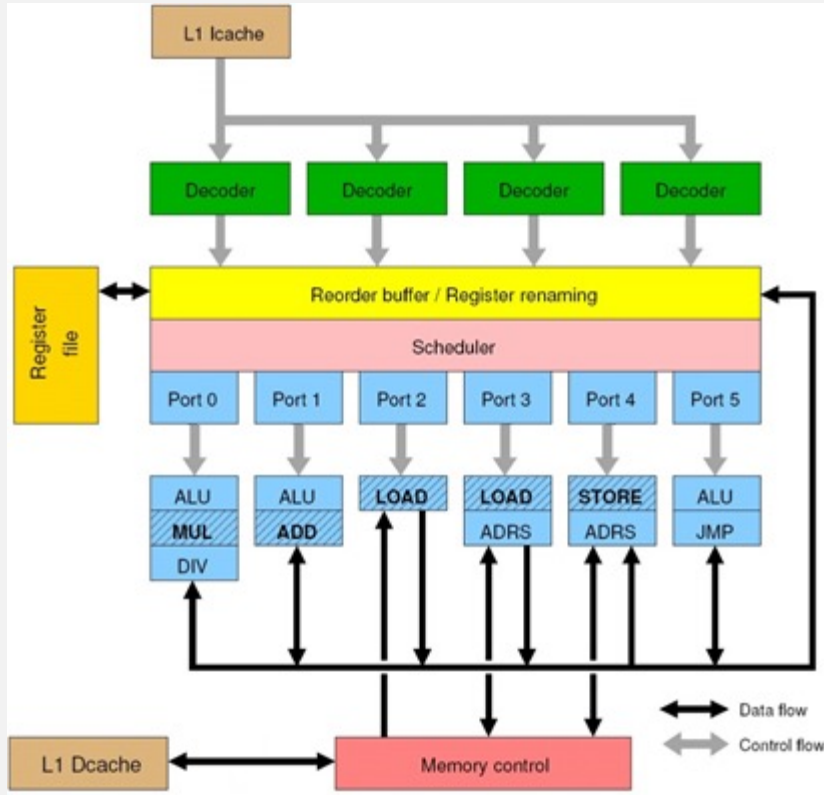 L1 Icache
Decoder
Decoder
Decoder
Decoder
Register
file
Reorder buffer / Register renaming
Scheduler
Port 0
Port 1
Port 2
Port 3
Port 4
Port 5
ALU
MUL
DIV
ALU
ADD
LOAD
LOAD
ADRS
STORE
ADRS
ALU
JMP
Data flow
Control flow
L1 Dcache
Memory control